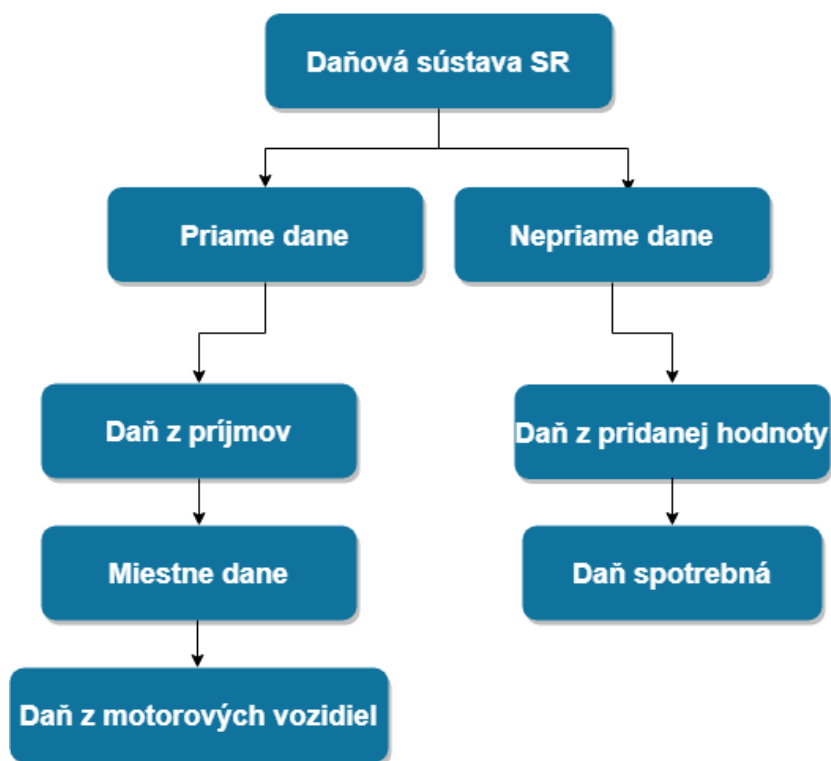 Daňová sústava SR
Priame dane
Nepriame dane
Daň z príjmov
Daň z pridanej hodnoty
Miestne dane
Daň spotrebná
Daň z motorových vozidiel